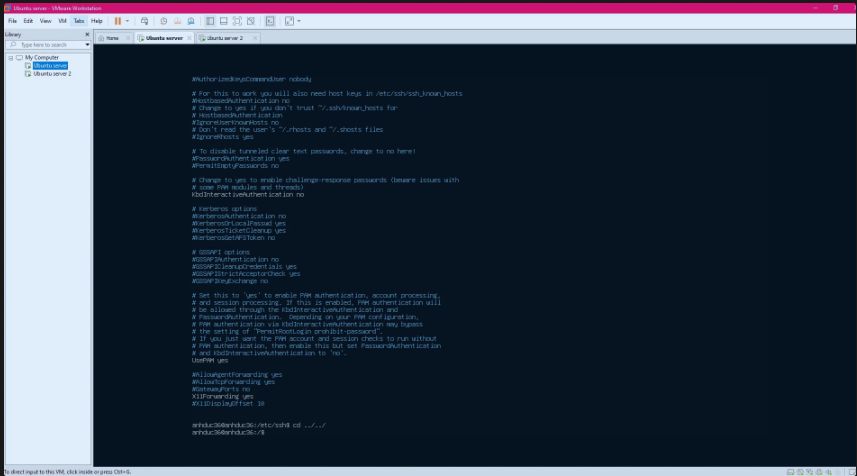 Ubuntu server - VMware Workstation
File Edit View VM Tabs Help
Library
Type here to search
My Computer
Ubuntu server
Ubuntu server 2
Home
Ubuntu server
Ubuntu server 2
#AuthorizedKeysCommandUser nobody
# For this to work you will also need host keys in /etc/ssh/ssh_known_hosts
#HostbasedAuthentication no
# Change to yes if you don't trust ~/.ssh/known_hosts for
# HostbasedAuthentication
#IgnoreUserKnownHosts no
# Don't read the user's ~/.rhosts and ~/.shosts files
#IgnoreRhosts yes
# To disable tunneled clear text passwords, change to no here!
#PasswordAuthentication yes
#PermitEmptyPasswords no
# Change to yes to enable challenge-response passwords (beware issues with
# some PAM modules and threads)
KbdInteractiveAuthentication no
# Kerberos options
#KerberosAuthentication no
#KerberosOrLocalPasswd yes
#KerberosTicketCleanup yes
#KerberosGetAFSToken no
# GSSAPI options
#GSSAPIAuthentication no
#GSSAPICleanupCredentials yes
#GSSAPIStrictAcceptorCheck yes
#GSSAPIKeyExchange no
# Set this to 'yes' to enable PAM authentication, account processing,
# and session processing. If this is enabled, PAM authentication will
# be allowed through the KbdInteractiveAuthentication and
# PasswordAuthentication. Depending on your PAM configuration,
# PAM authentication via KbdInteractiveAuthentication may bypass
# the setting of "PermitRootLogin prohibit-password".
# If you just want the PAM account and session checks to run without
# PAM authentication, then enable this but set PasswordAuthentication
# and KbdInteractiveAuthentication to 'no'.
UsePAM yes
#AllowAgentForwarding yes
#AllowTcpForwarding yes
#GatewayPorts no
X11Forwarding yes
#X11DisplayOffset 10
anhduc36@anhduc36:/etc/ssh$ cd ../../
anhduc36@anhduc36:/$
To direct input to this VM, click inside or press Ctrl+G.